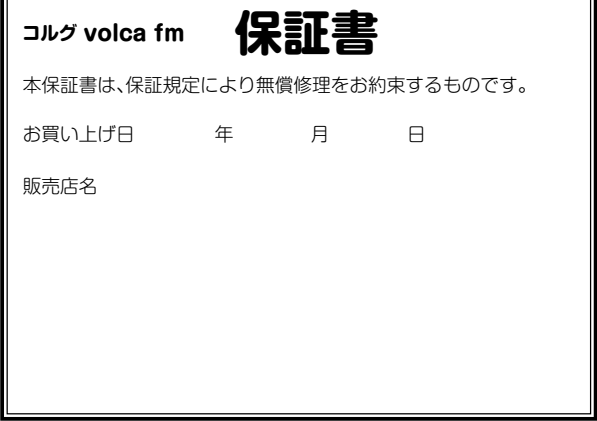 コルグ volca fm 保証書
本保証書は、保証規定により無償修理をお約束するものです。
お買い上げ日 年 月 日
販売店名